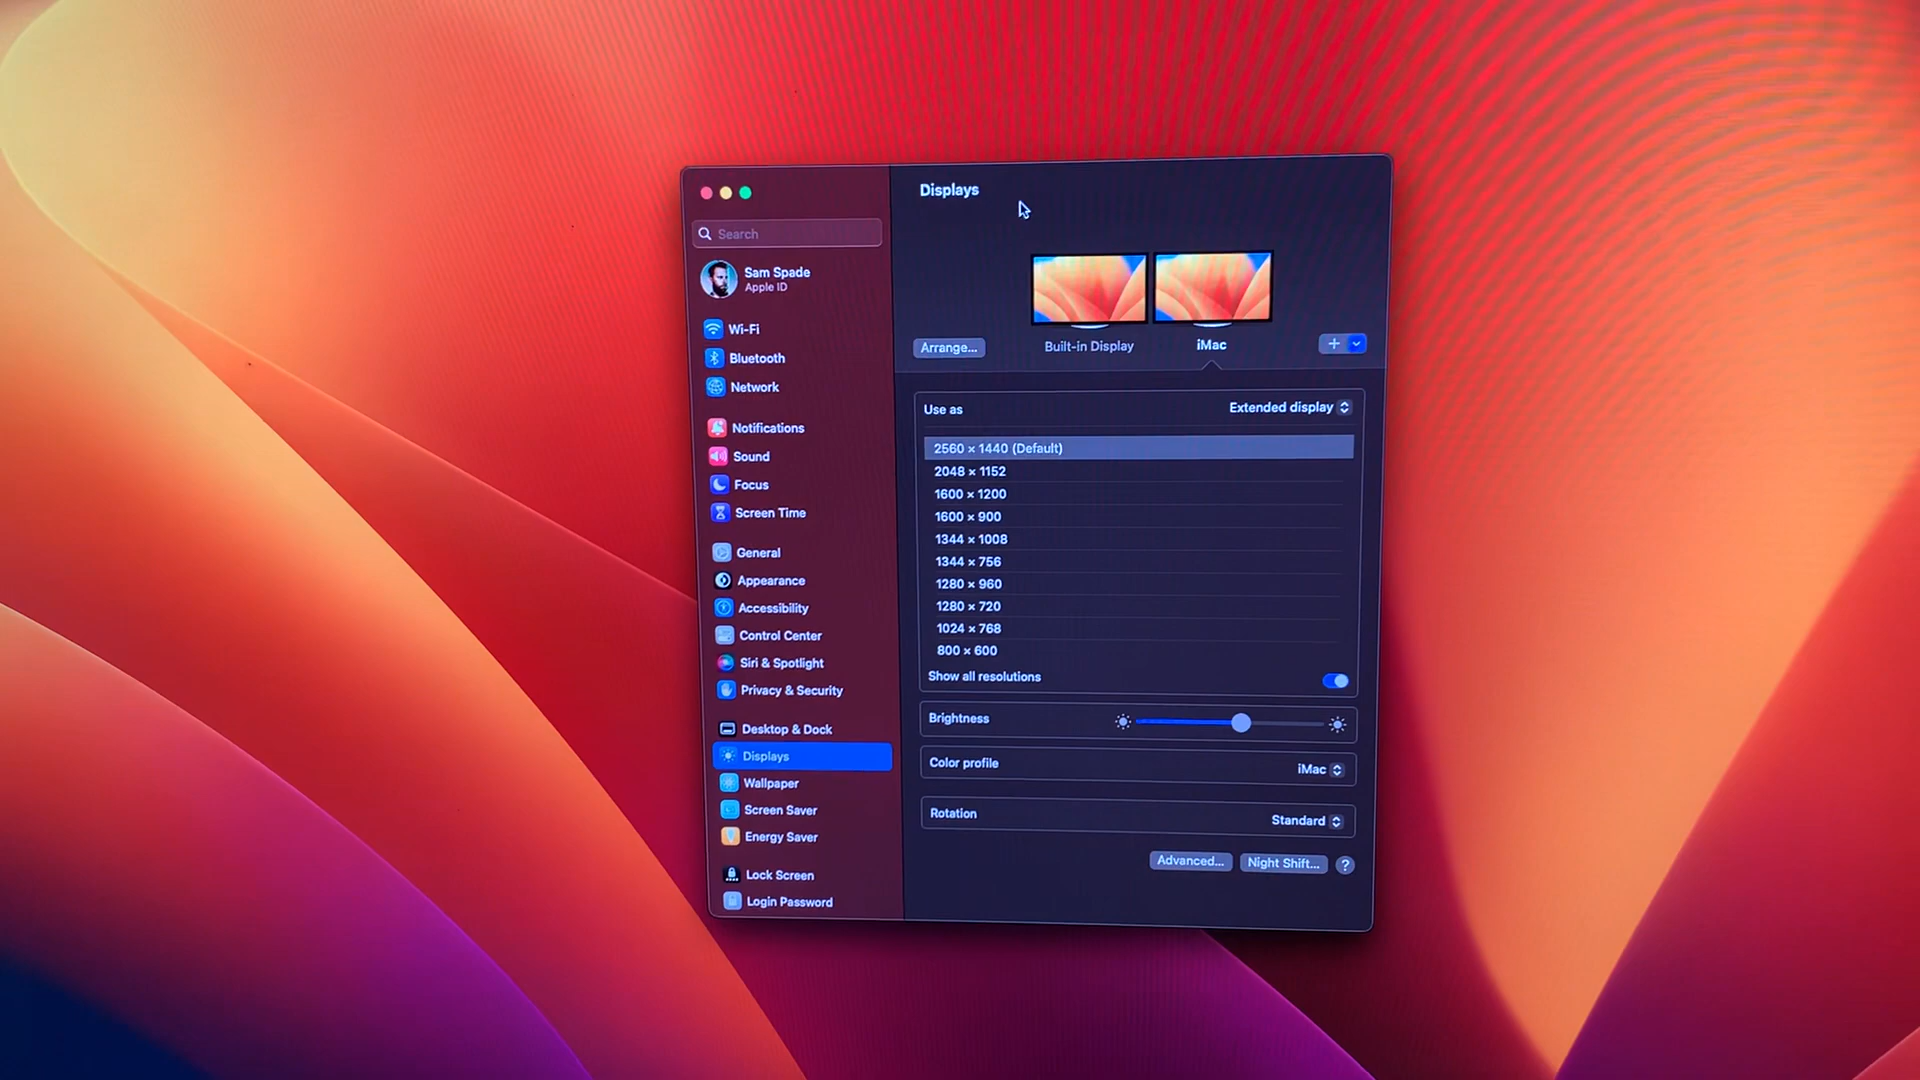 Displays
Search
Sam Spade
Apple ID
Wi-Fi
Bluetooth
Network
Notifications
Sound
Focus
Screen Time
General
Appearance
Accessibility
Control Center
Siri & Spotlight
Privacy & Security
Desktop & Dock
Displays
Wallpaper
Screen Saver
Energy Saver
Lock Screen
Login Password
Arrange...
Built-in Display
iMac
Use as
Extended display
2560 × 1440 (Default)
2048 × 1152
1600 × 1200
1600 × 900
1344 × 1008
1344 × 756
1280 × 960
1280 × 720
1024 × 768
800 × 600
Show all resolutions
Brightness
Color profile
iMac
Rotation
Standard
Advanced...
Night Shift...
?